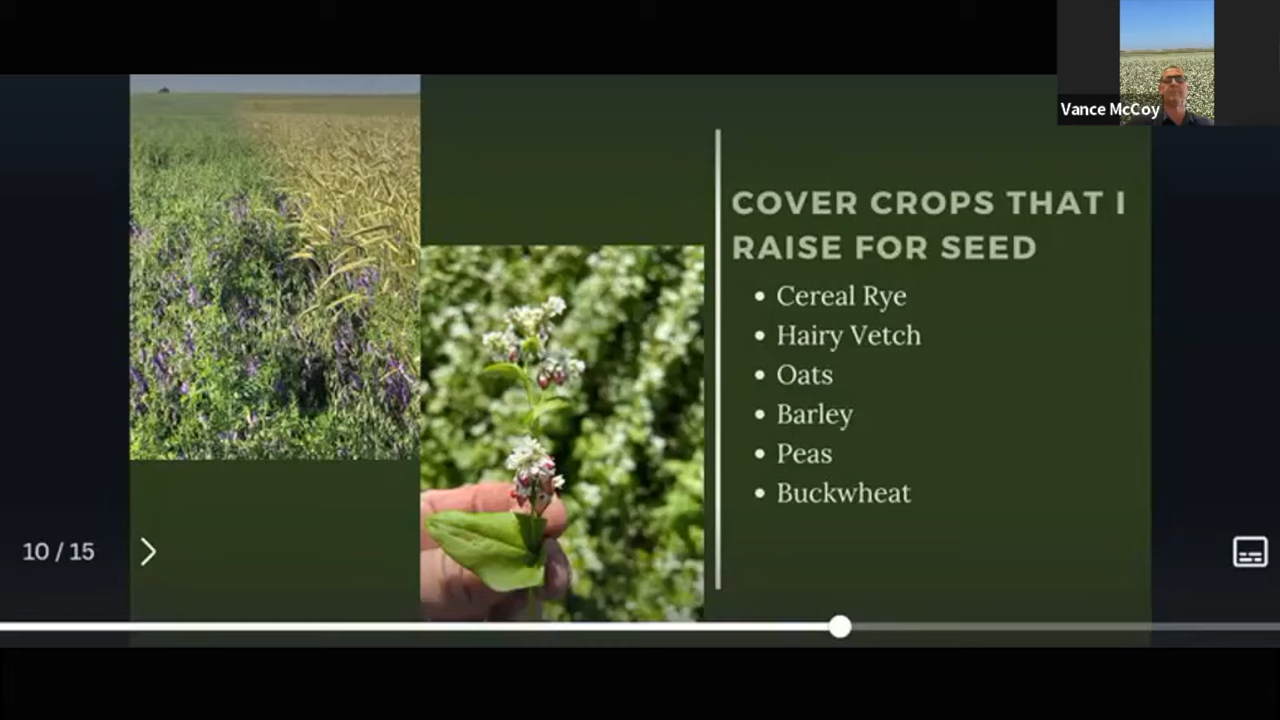 Vance McCoy
COVER CROPS THAT I
RAISE FOR SEED
• Cereal Rye
• Hairy Vetch
• Oats
• Barley
• Peas
• Buckwheat
10 / 15